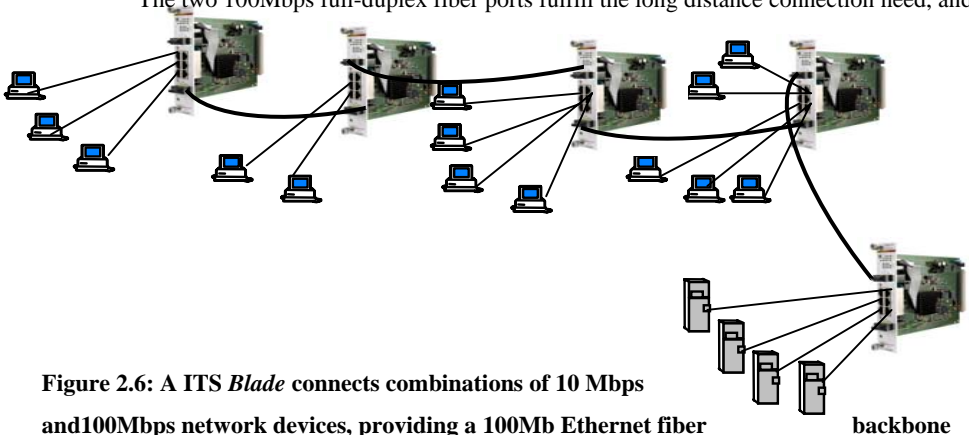 The two 100Mbps full-duplex fiber ports fulfill the long distance connection need, and
Figure 2.6: A ITS Blade connects combinations of 10 Mbps
and100Mbps network devices, providing a 100Mb Ethernet fiber backbone